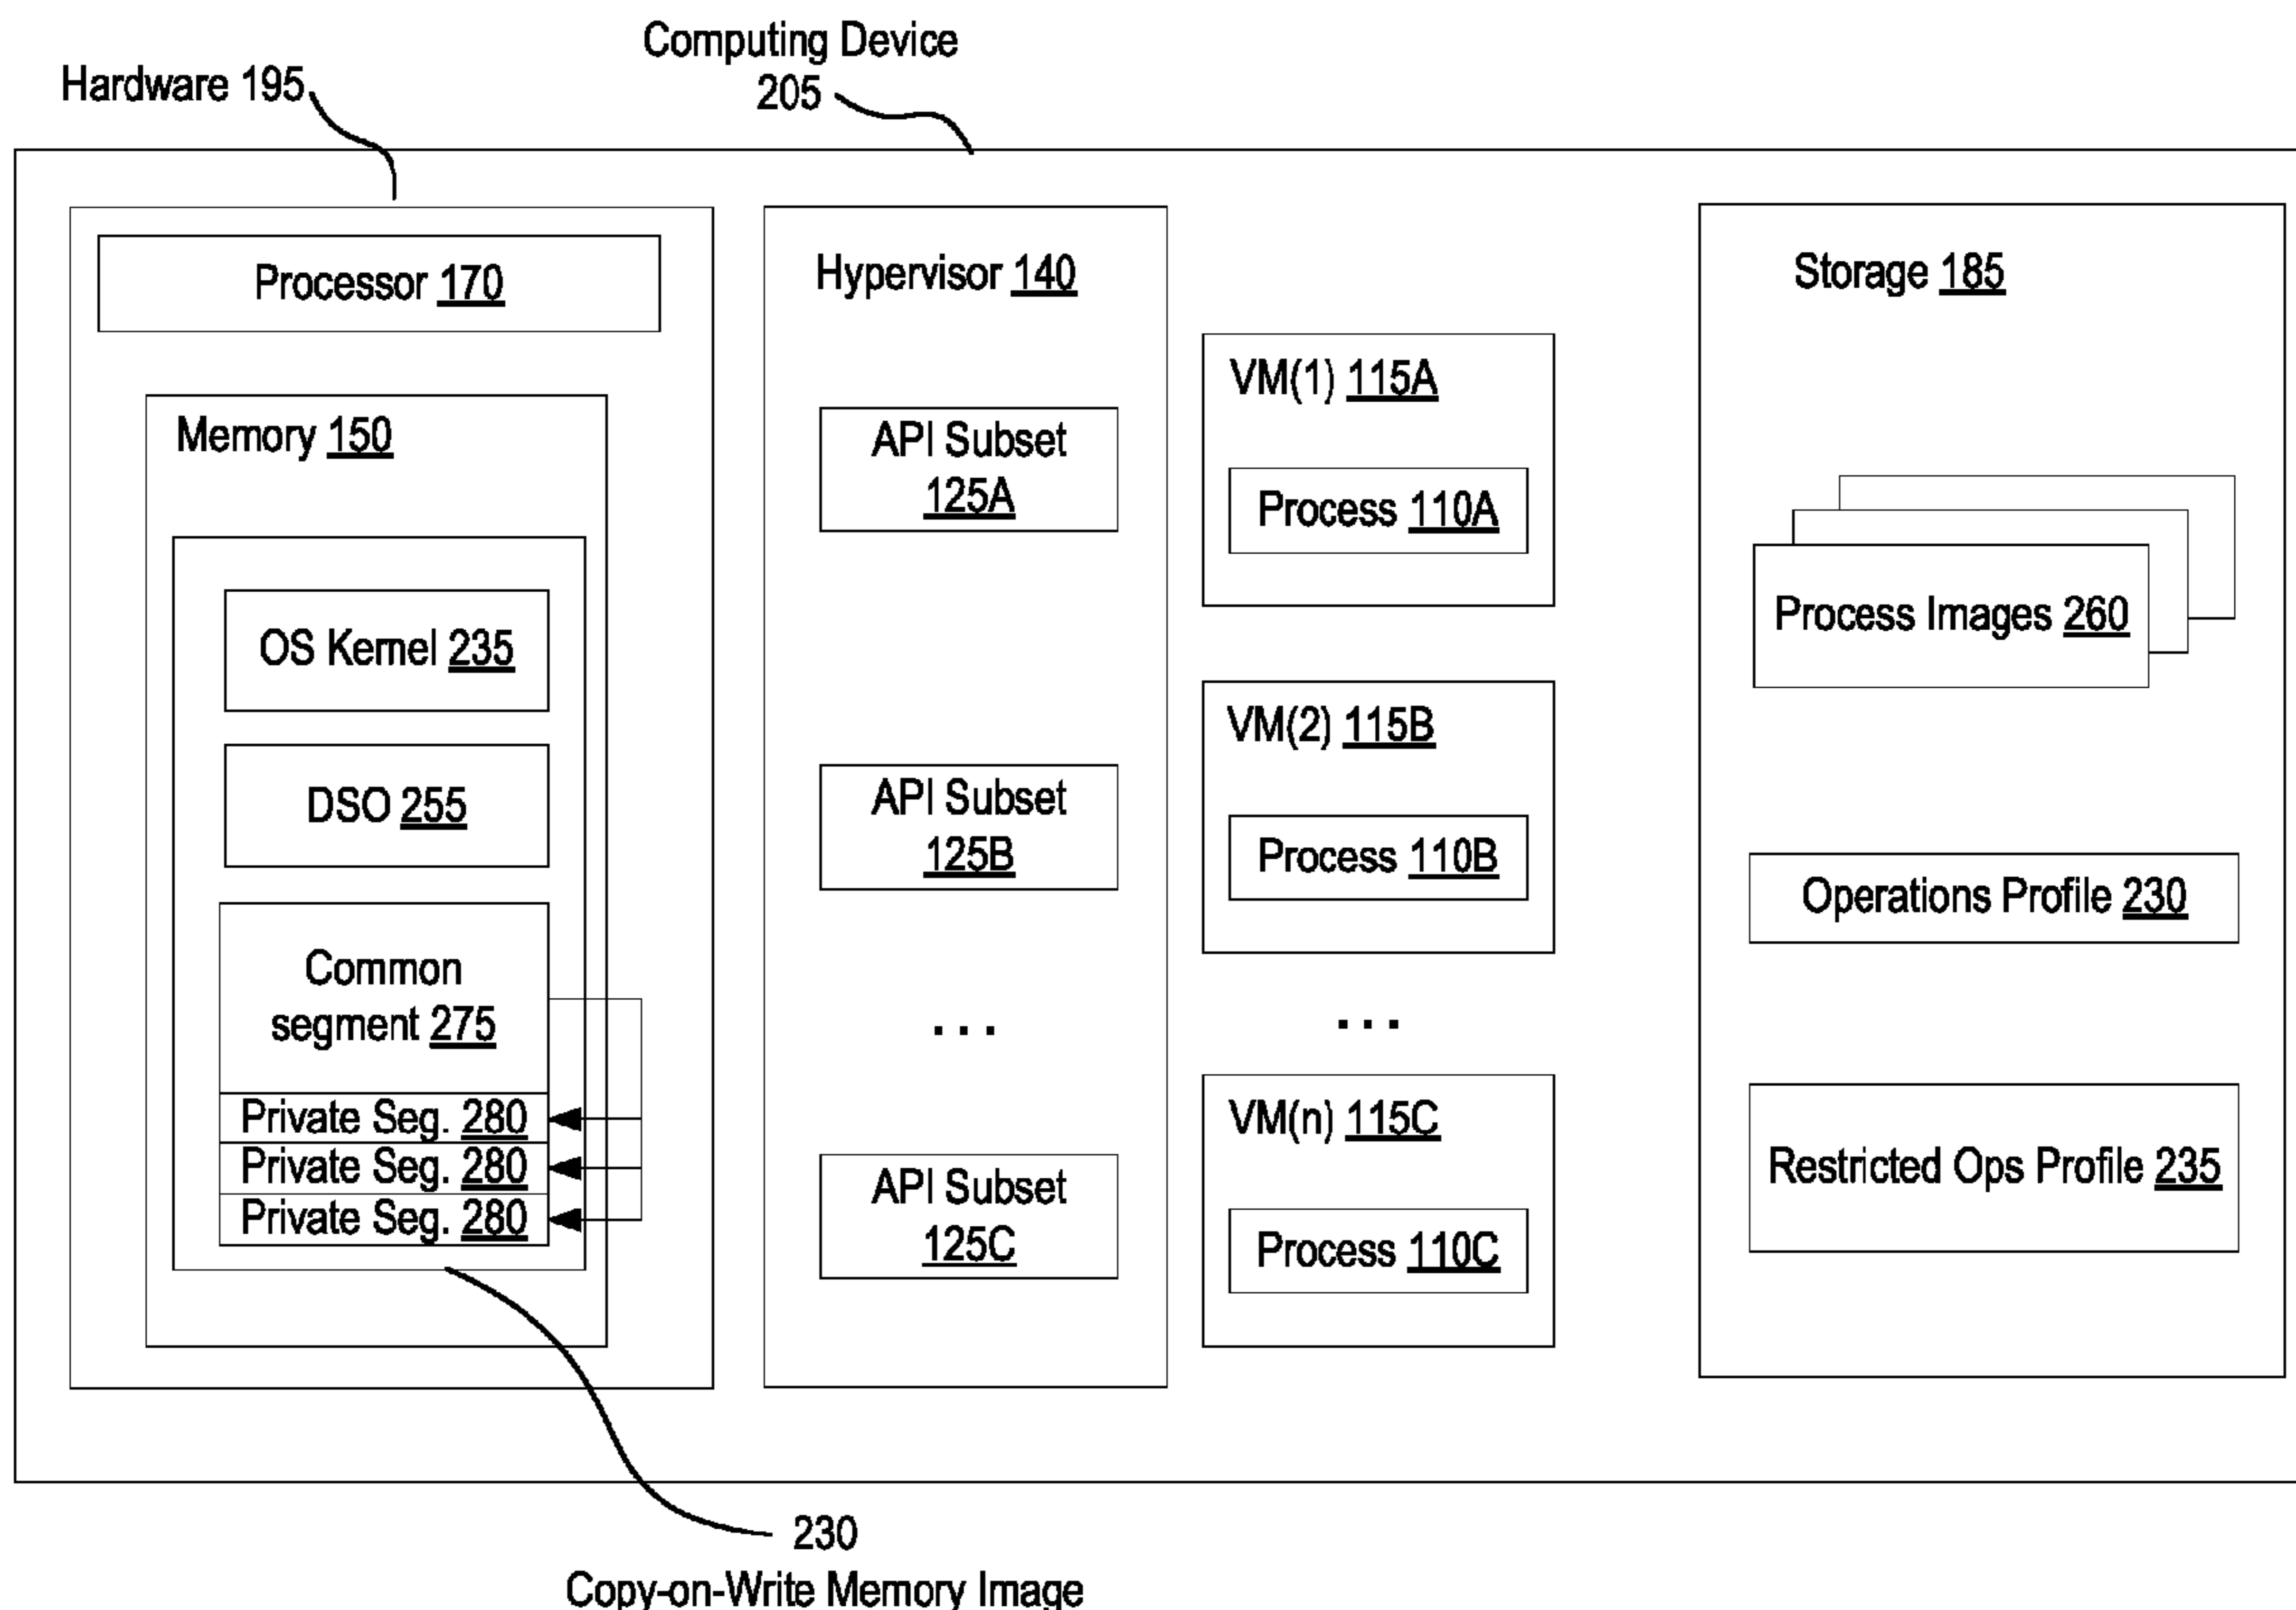 Computing Device
205
Hardware 195
Processor 170
Memory 150
OS Kernel 235
DSO 255
Common
segment 275
Private Seg. 280
Private Seg. 280
Private Seg. 280
Hypervisor 140
API Subset
125A
API Subset
125B
...
API Subset
125C
VM(1) 115A
Process 110A
VM(2) 115B
Process 110B
...
VM(n) 115C
Process 110C
Storage 185
Process Images 260
Operations Profile 230
Restricted Ops Profile 235
230
Copy-on-Write Memory Image